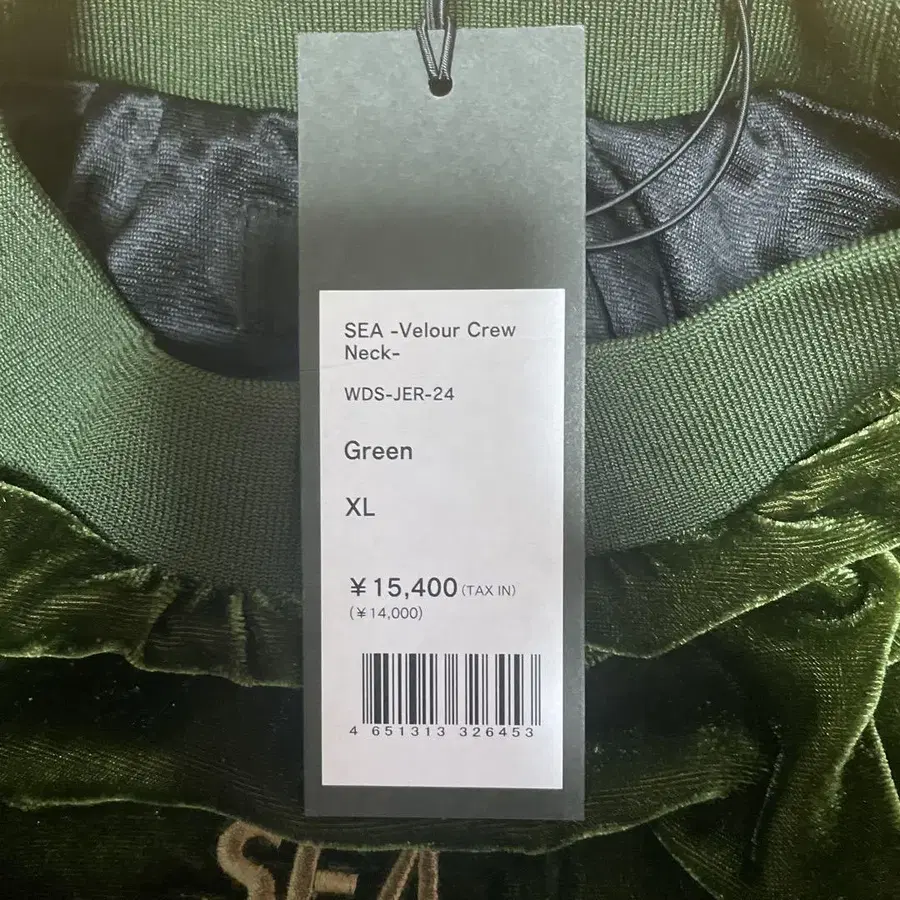 SEA -Velour Crew
Neck-
WDS-JER-24
Green
XL
¥15,400(TAX IN)
(¥14,000)
4 651313 326453
SEA